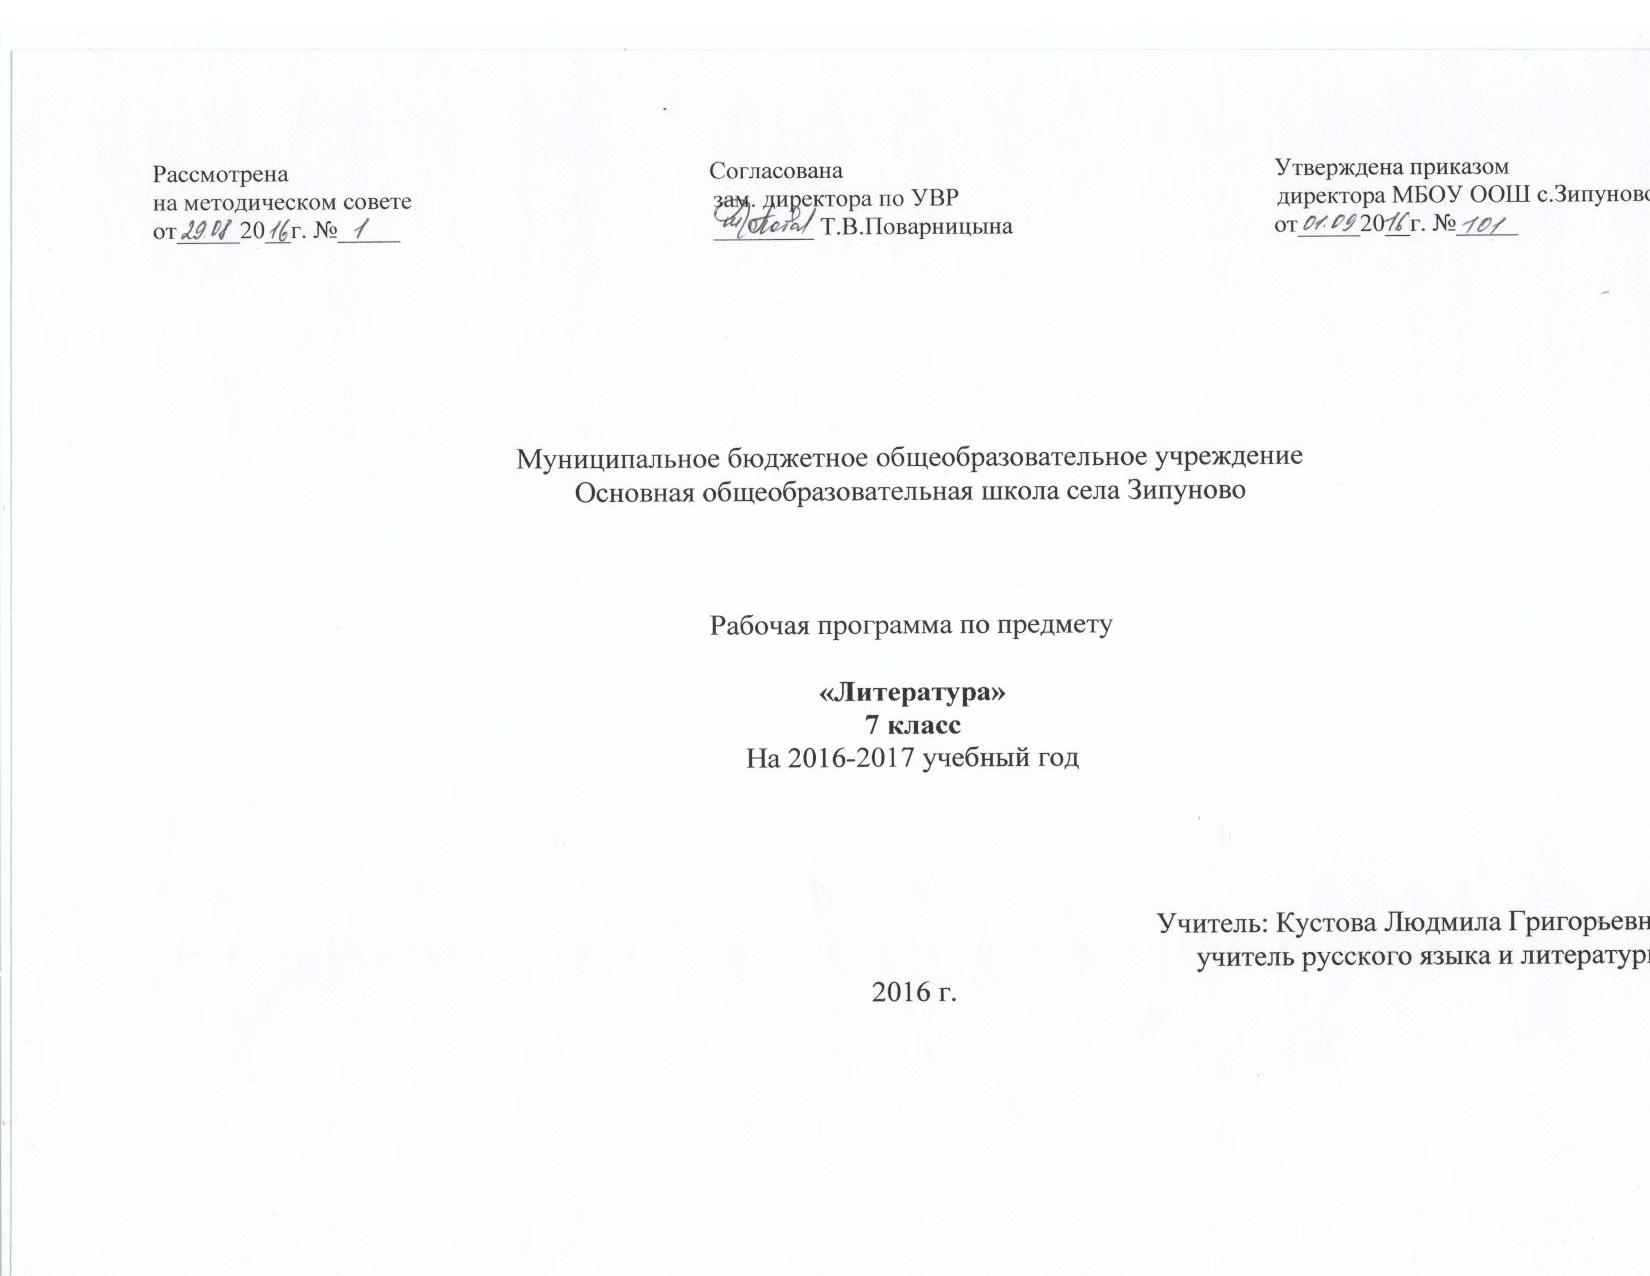 Рассмотрена
на методическом совете
от 29.08 2016 г. № 1
Согласована
зам. директора по УВР
Т.В.Поварницына
Утверждена приказом
директора МБОУ ООШ с.Зипуново
от 01.09 2016 г. № 101
Муниципальное бюджетное общеобразовательное учреждение
Основная общеобразовательная школа села Зипуново
Рабочая программа по предмету
«Литература»
7 класс
На 2016-2017 учебный год
Учитель: Кустова Людмила Григорьевн
учитель русского языка и литератур
2016 г.